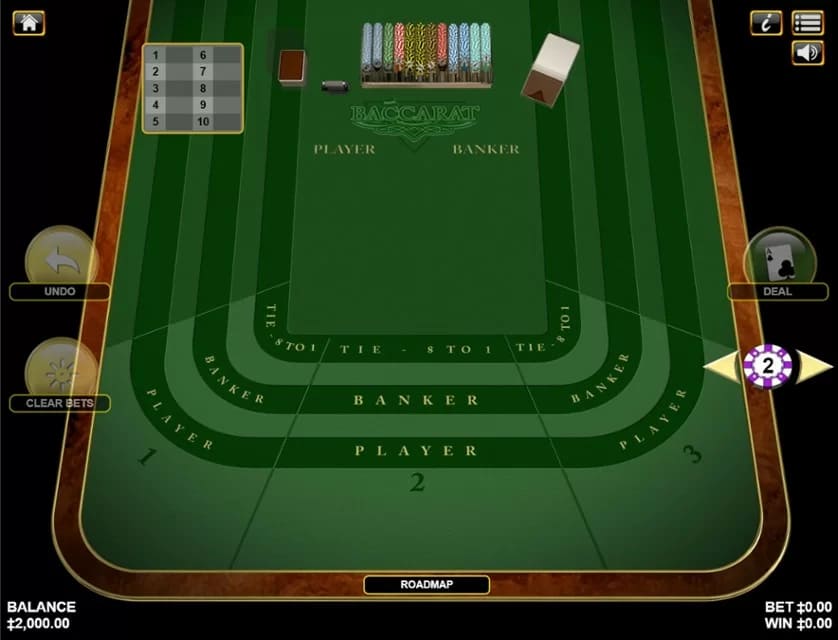 1 6
2 7
3 8
4 9
5 10
BACCARAT
PLAYER BANKER
UNDO
DEAL
TIE - 8 TO 1 TIE - 8 TO 1 TIE - 8 TO 1
2
BANKER BANKER BANKER
CLEAR BETS
PLAYER PLAYER PLAYER
1 2 3
ROADMAP
BALANCE
‡2,000.00
BET ‡0.00
WIN ‡0.00